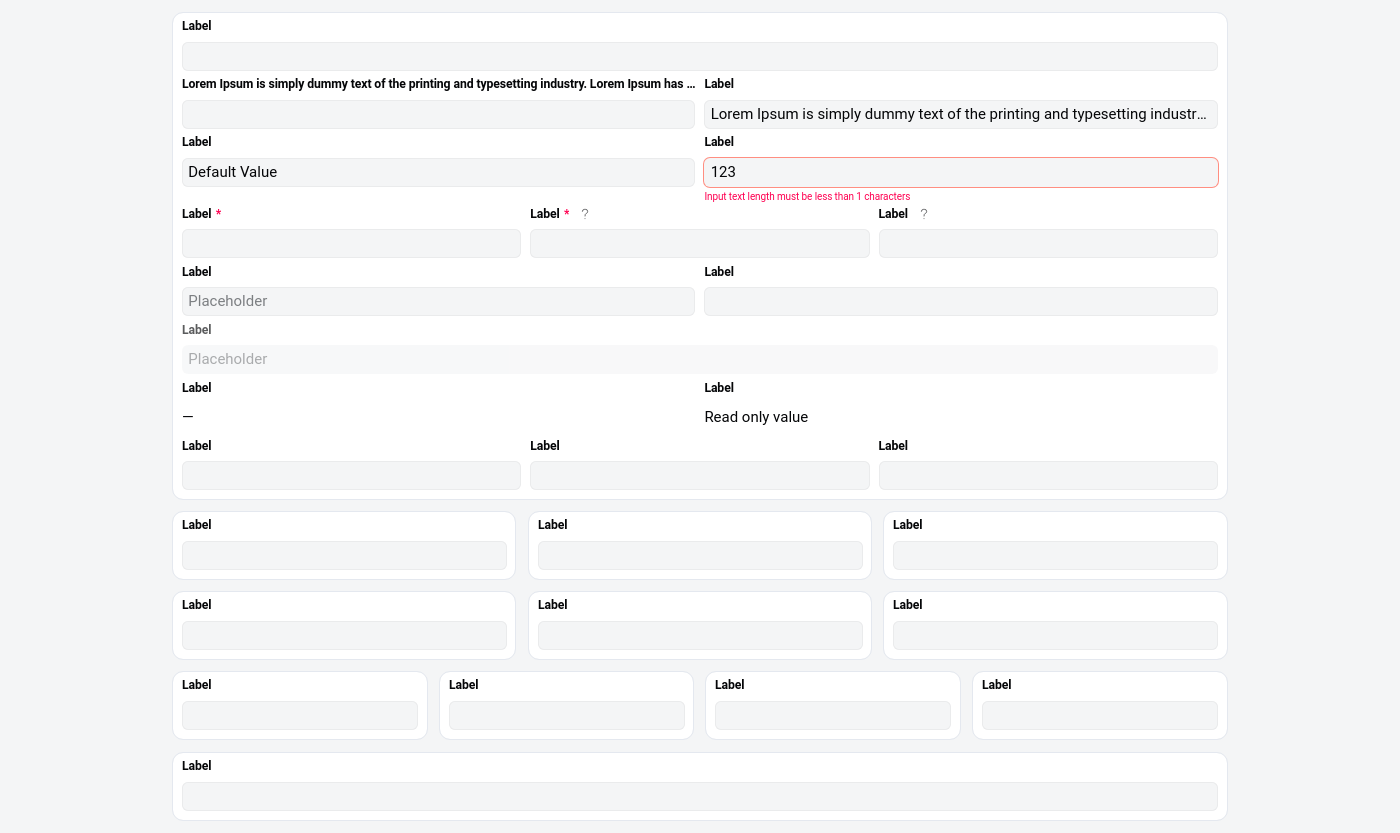 Label
Lorem Ipsum is simply dummy text of the printing and typesetting industry. Lorem Ipsum has ... Label
Lorem Ipsum is simply dummy text of the printing and typesetting industr...
Label Label
Default Value 123
Input text length must be less than 1 characters
Label * Label * ? Label ?
Label Label
Placeholder
Label
Placeholder
Label Label
— Read only value
Label Label Label
Label Label Label
Label Label Label
Label Label Label Label
Label